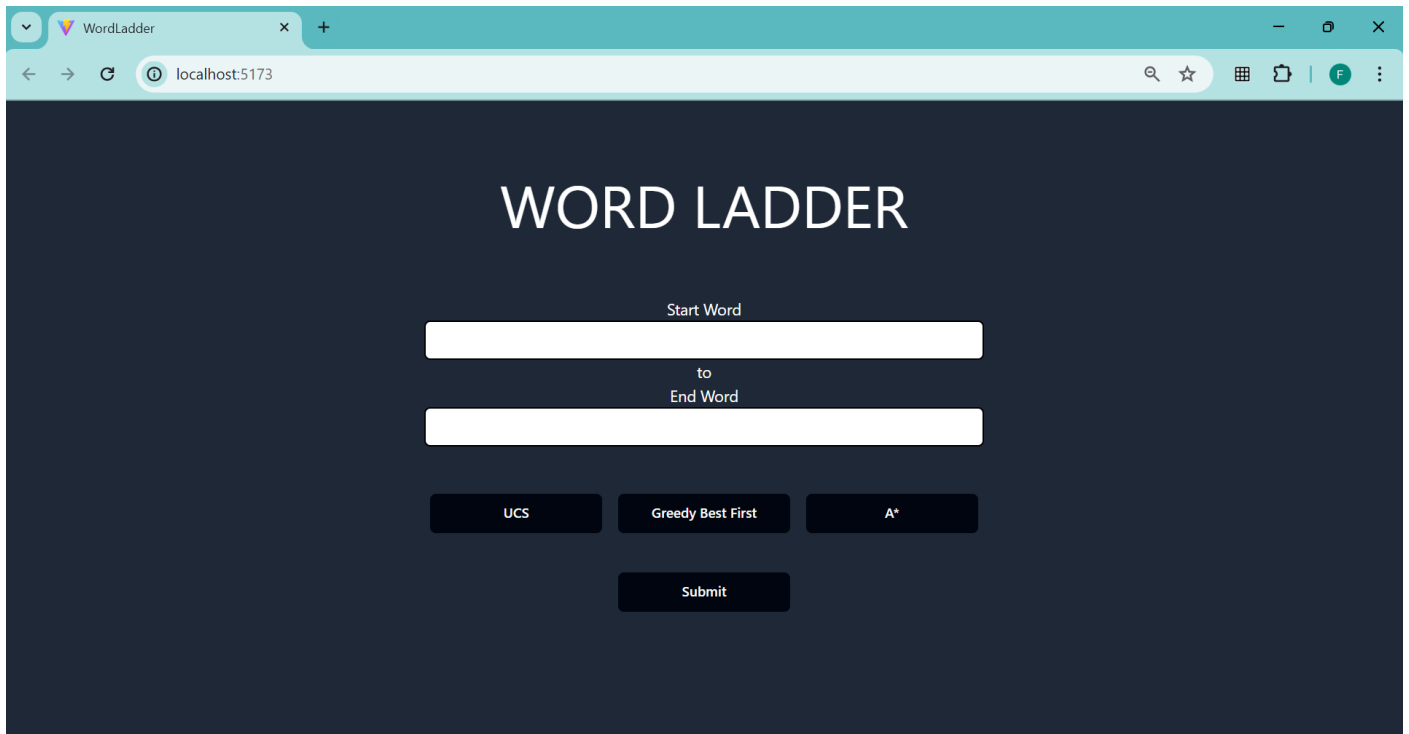 WordLadder
localhost:5173
F
WORD LADDER
Start Word
to
End Word
UCS Greedy Best First A*
Submit